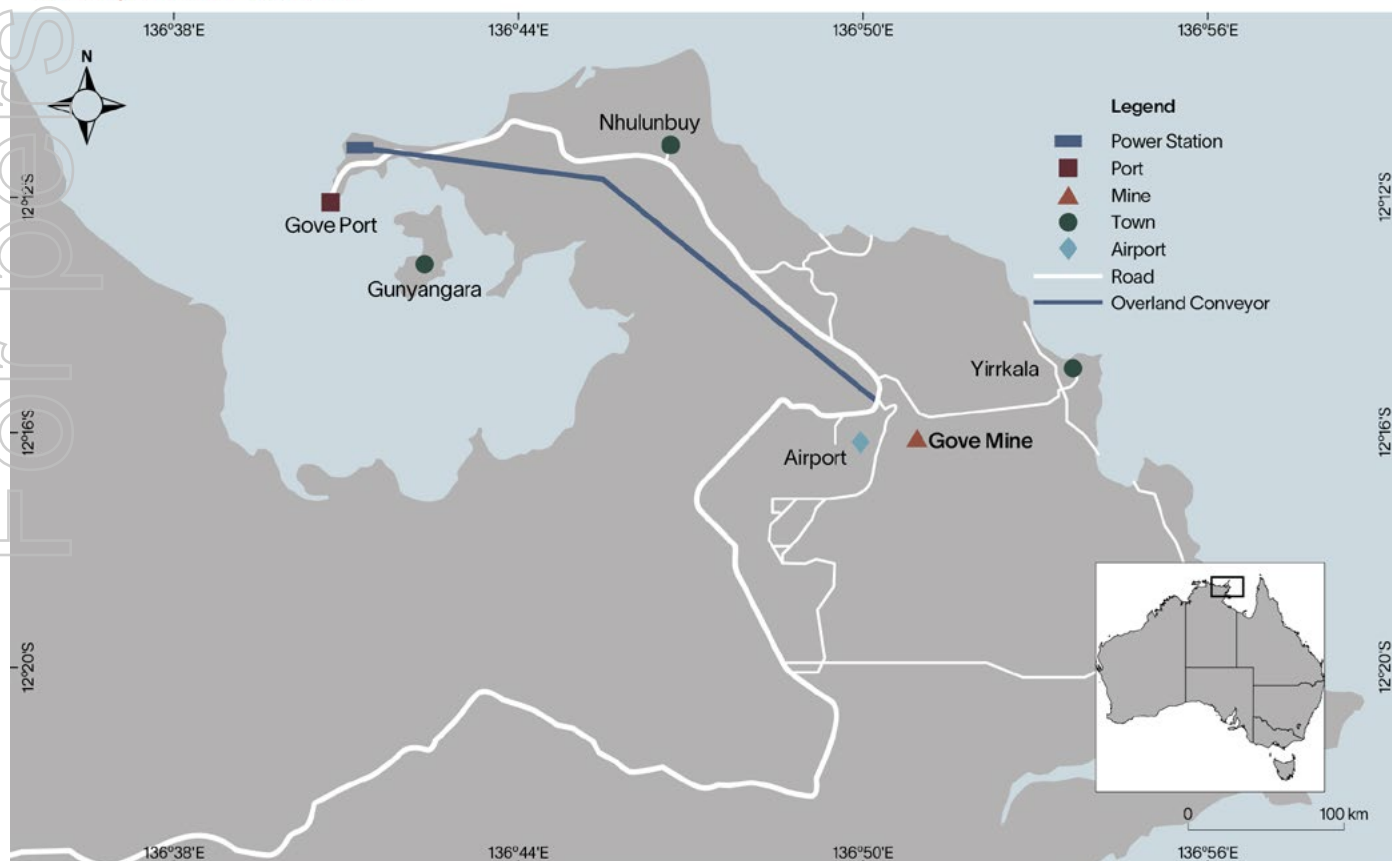 For pers
136°38'E 136°44'E 136°50'E 136°56'E
N
Legend
Power Station
Port
Mine
Town
Airport
Road
Overland Conveyor
Nhulunbuy
12°12'S
12°12'S
Gove Port
Gunyangara
Yirrkala
12°16'S
12°16'S
Airport
Gove Mine
12°20'S
12°20'S
0 100 km
136°38'E 136°44'E 136°50'E 136°56'E